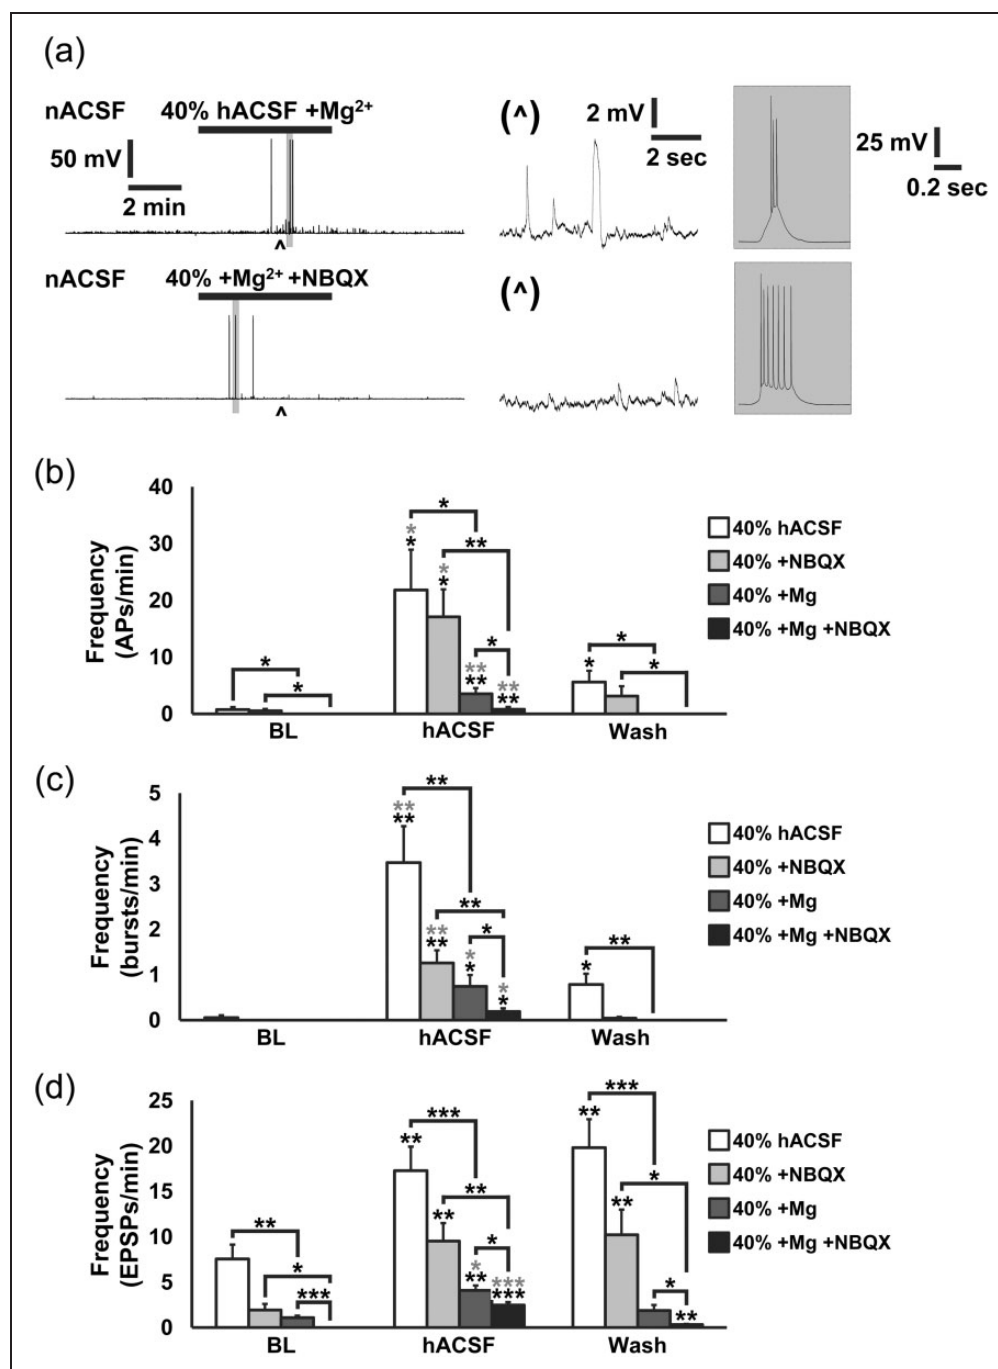 (a)
nACSF 40% hACSF +Mg²⁺
50 mV
2 min
^
(^)
2 mV
2 sec
25 mV
0.2 sec
nACSF 40% +Mg²⁺ +NBQX
^
(^)
(b)
Frequency
(APs/min)
40
30
20
10
0
* *
* * * * * ** ** ** * ** **
* * *
BL hACSF Wash
40% hACSF
40% +NBQX
40% +Mg
40% +Mg +NBQX
(c)
Frequency
(bursts/min)
5
4
3
2
1
0
** ** ** ** ** ** * * * * *
* **
BL hACSF Wash
40% hACSF
40% +NBQX
40% +Mg
40% +Mg +NBQX
(d)
Frequency
(EPSPs/min)
25
20
15
10
5
0
** * ***
*** ** ** ** * * ** *** ***
*** ** ** * * **
BL hACSF Wash
40% hACSF
40% +NBQX
40% +Mg
40% +Mg +NBQX